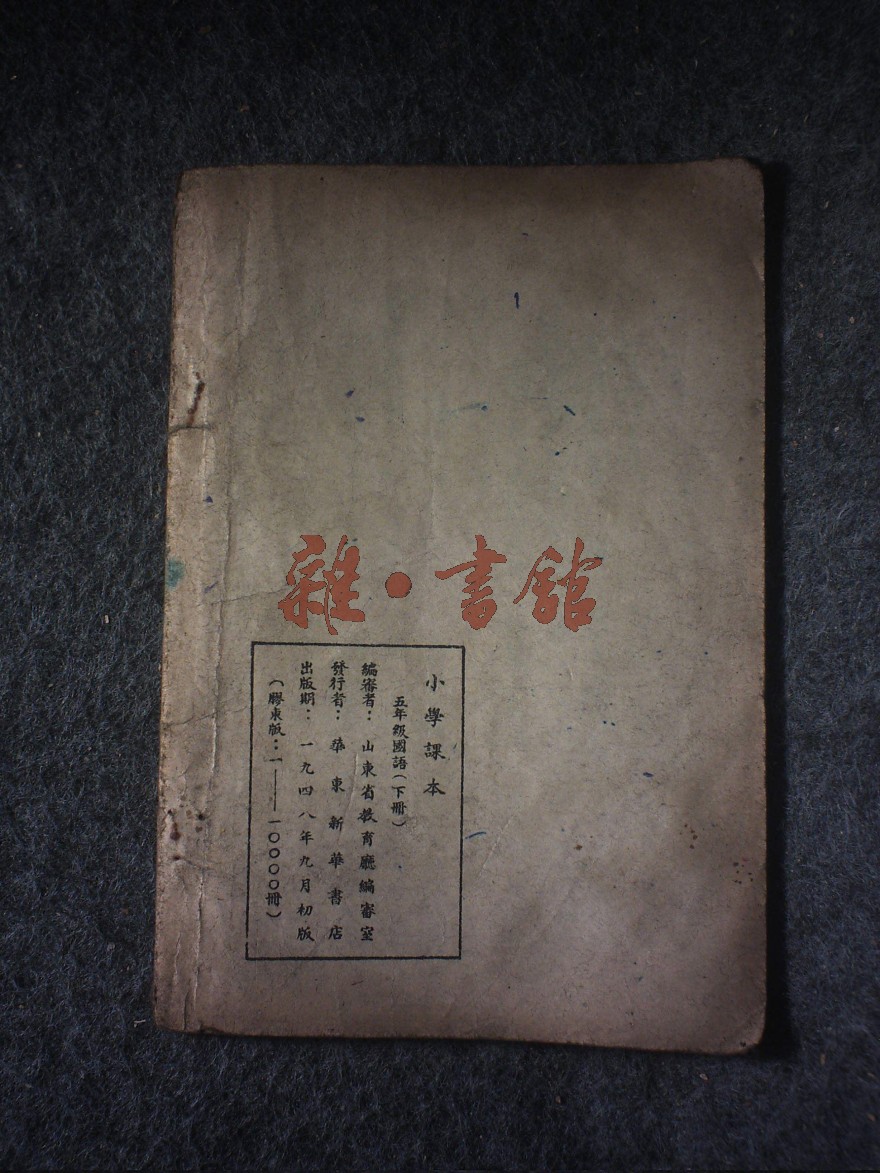 雜·書館
小學課本
五年級國語(下冊)
編審者：山東省教育廳編審室
發行者：華東新華書店
出版期：一九四八年九月初版
(膠東版：一——一〇〇〇〇冊)